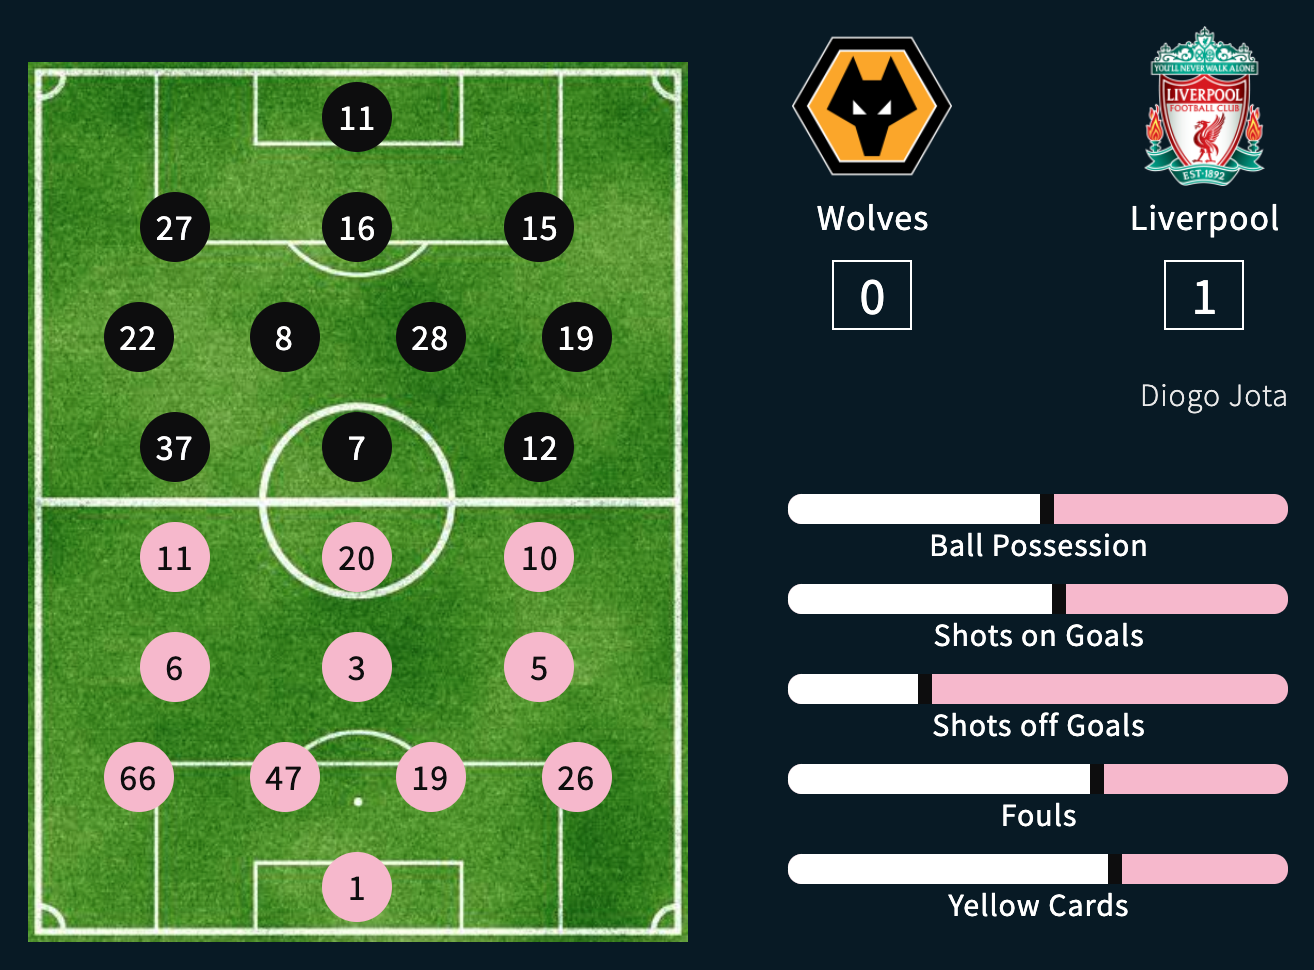 11
27 16 15
22 8 28 19
37 7 12
11 20 10
6 3 5
66 47 19 26
1
YOU'LL NEVER WALK ALONE
LIVERPOOL
FOOTBALL CLUB
EST·1892
Wolves Liverpool
0 1
Diogo Jota
Ball Possession
Shots on Goals
Shots off Goals
Fouls
Yellow Cards